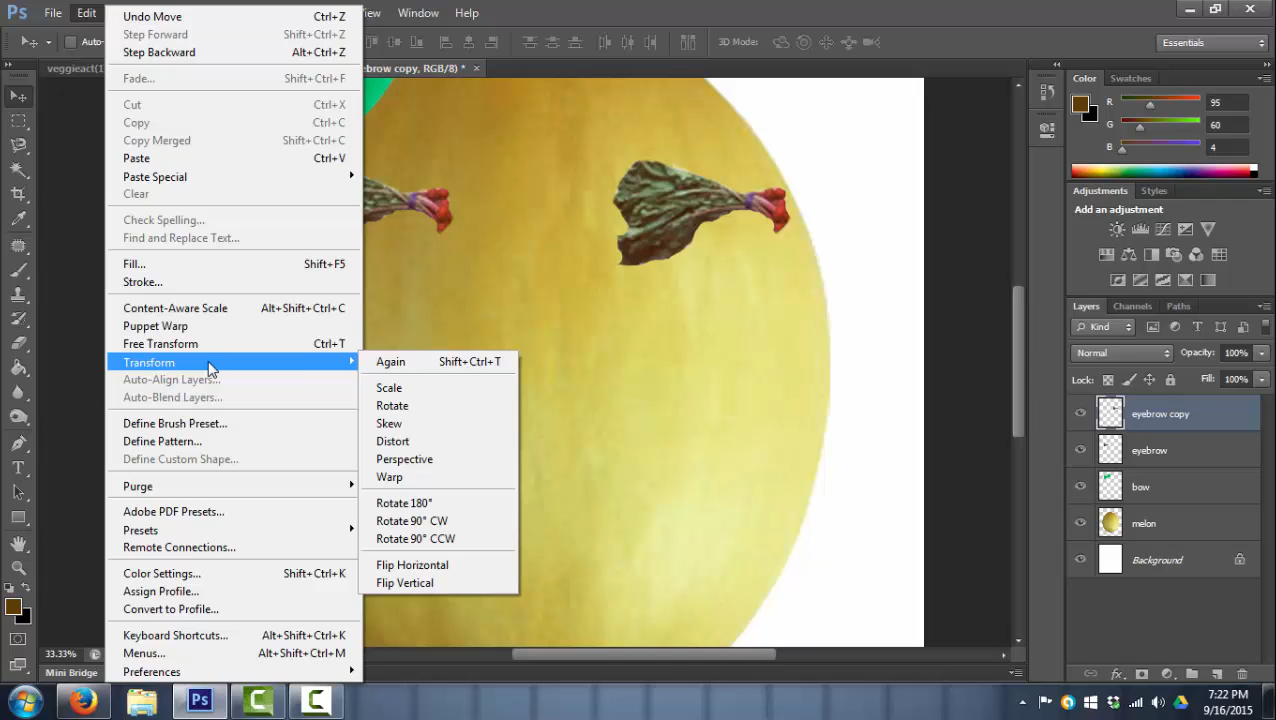 Ps File Edit ew Window Help
Auto- 3D Mode: Essentials
veggieact(1 ebrow copy, RGB/8) * ×
Undo Move Ctrl+Z
Step Forward Shift+Ctrl+Z
Step Backward Alt+Ctrl+Z
Fade... Shift+Ctrl+F
Cut Ctrl+X
Copy Ctrl+C
Copy Merged Shift+Ctrl+C
Paste Ctrl+V
Paste Special
Clear
Check Spelling...
Find and Replace Text...
Fill... Shift+F5
Stroke...
Content-Aware Scale Alt+Shift+Ctrl+C
Puppet Warp
Free Transform Ctrl+T
Transform
Auto-Align Layers...
Auto-Blend Layers...
Define Brush Preset...
Define Pattern...
Define Custom Shape...
Purge
Adobe PDF Presets...
Presets
Remote Connections...
Color Settings... Shift+Ctrl+K
Assign Profile...
Convert to Profile...
Keyboard Shortcuts... Alt+Shift+Ctrl+K
Menus... Alt+Shift+Ctrl+M
Preferences
Again Shift+Ctrl+T
Scale
Rotate
Skew
Distort
Perspective
Warp
Rotate 180°
Rotate 90° CW
Rotate 90° CCW
Flip Horizontal
Flip Vertical
Color Swatches
R 95
G 60
B 4
Adjustments Styles
Add an adjustment
Layers Channels Paths
Kind
Normal Opacity: 100%
Lock: Fill: 100%
eyebrow copy
eyebrow
bow
melon
Background
33.33%
Mini Bridge
Ps
7:22 PM
9/16/2015